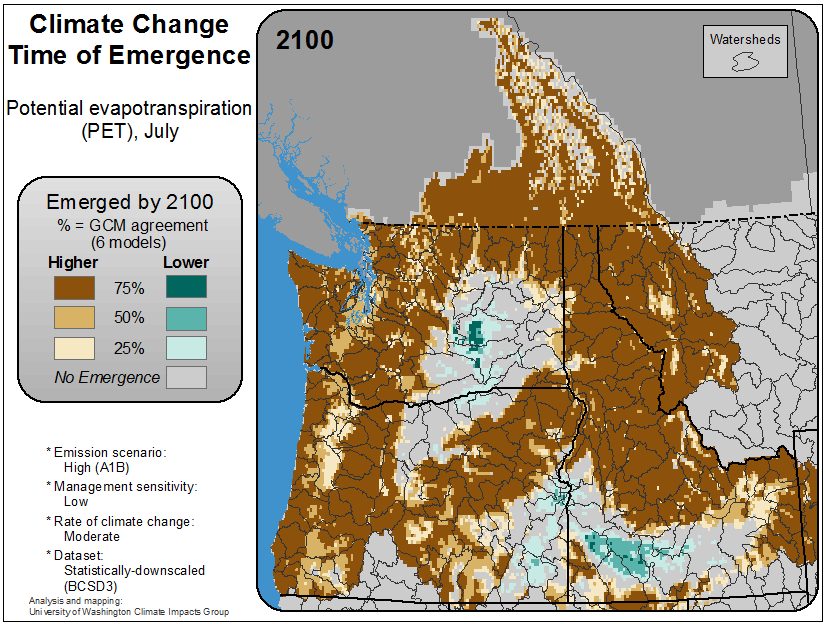 Climate Change
Time of Emergence
Potential evapotranspiration
(PET), July
Emerged by 2100
% = GCM agreement
(6 models)
Higher Lower
75%
50%
25%
No Emergence
* Emission scenario:
High (A1B)
* Management sensitivity:
Low
* Rate of climate change:
Moderate
* Dataset:
Statistically-downscaled
(BCSD3)
Analysis and mapping:
University of Washington Climate Impacts Group
2100
Watersheds